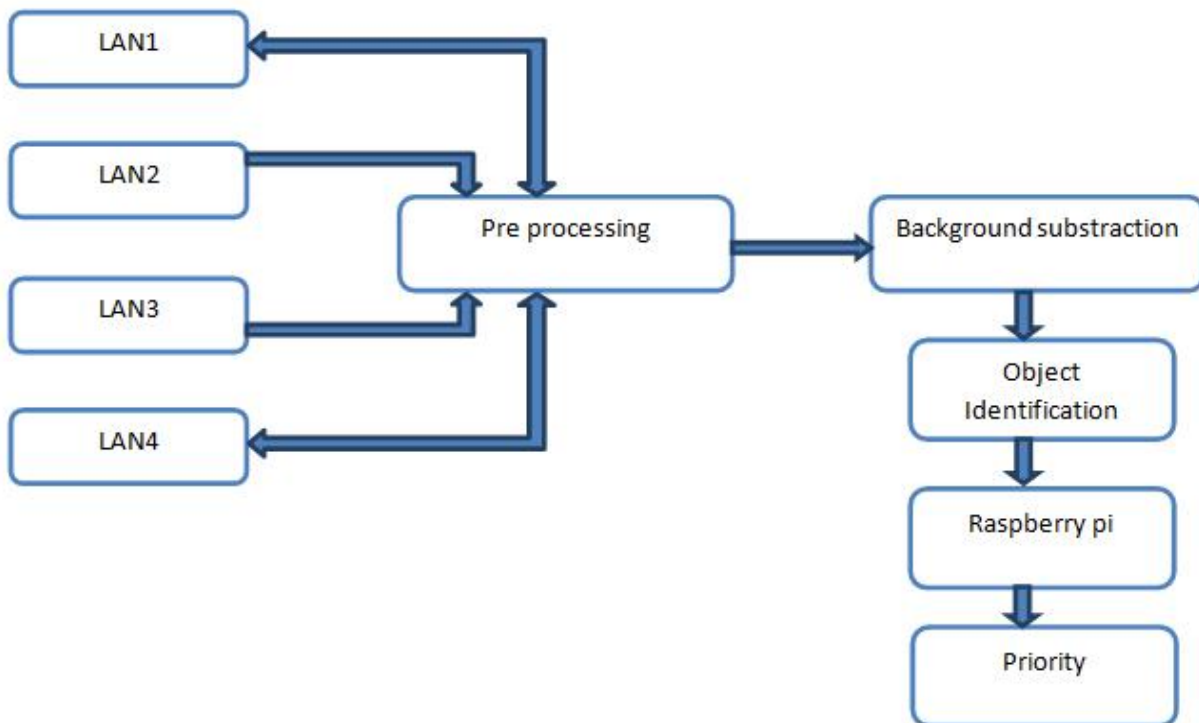 LAN1
LAN2
LAN3
LAN4
Pre processing
Background substraction
Object
Identification
Raspberry pi
Priority